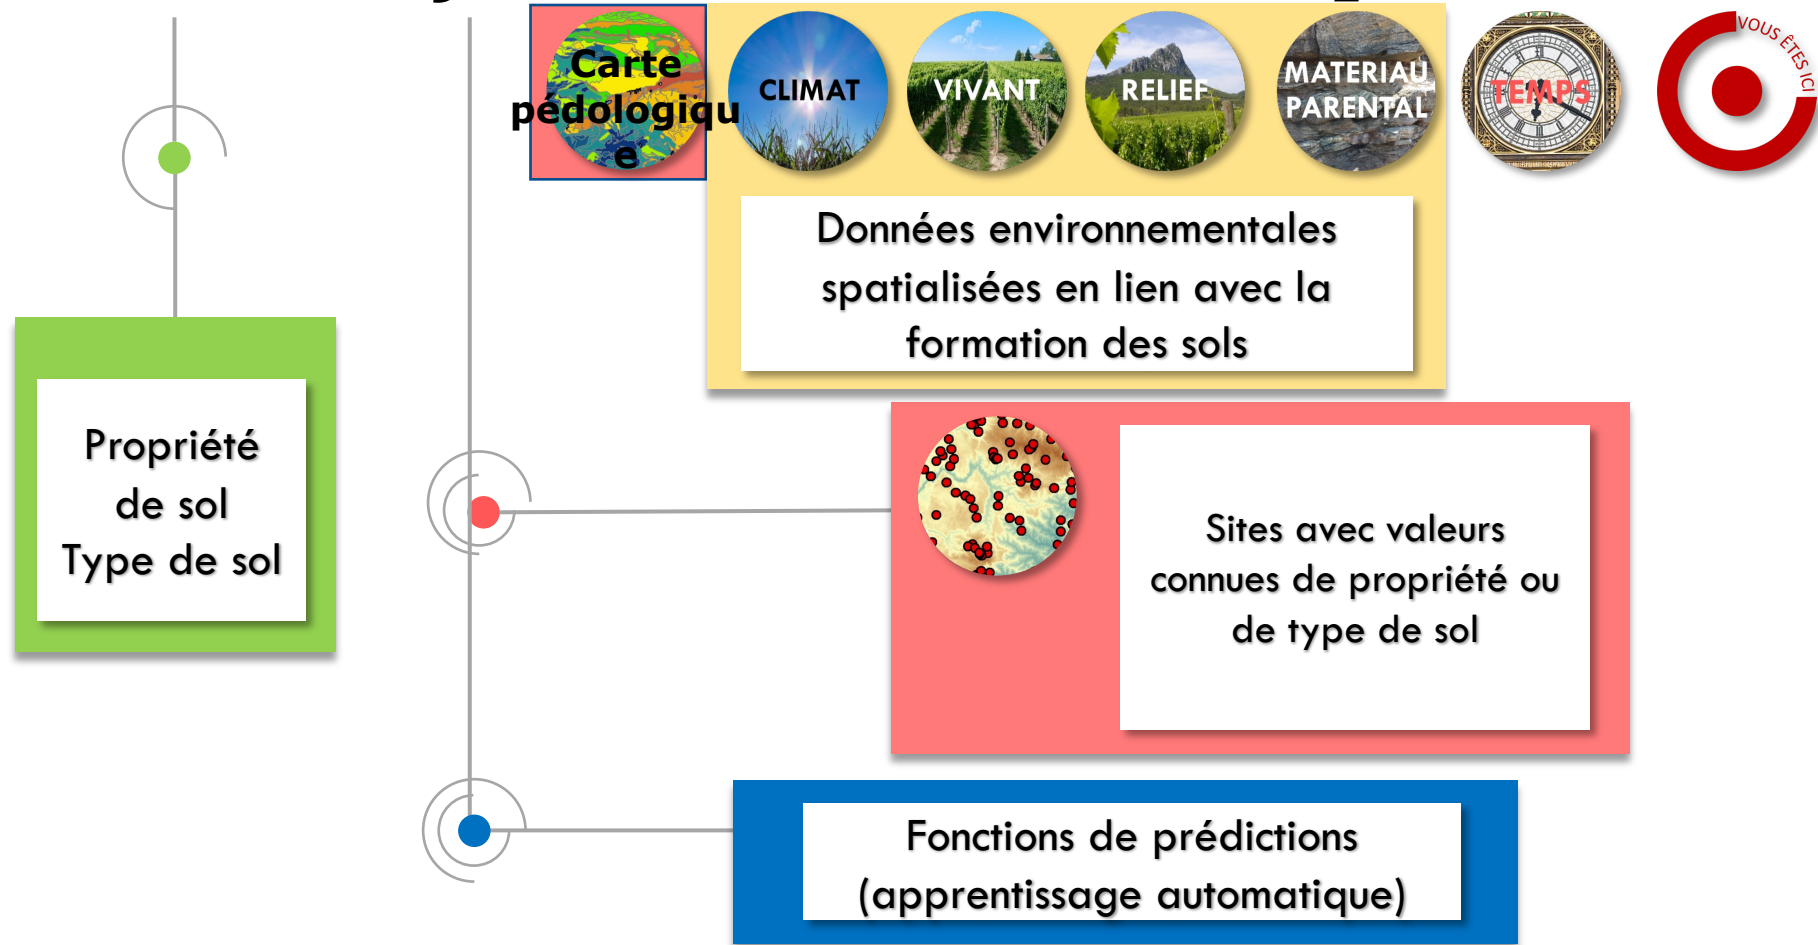 Carte
pédologiqu
e
CLIMAT
VIVANT
RELIEF
MATERIAU
PARENTAL
TEMPS
VOUS ÊTES ICI
Données environnementales
spatialisées en lien avec la
formation des sols
Propriété
de sol
Type de sol
Sites avec valeurs
connues de propriété ou
de type de sol
Fonctions de prédictions
(apprentissage automatique)